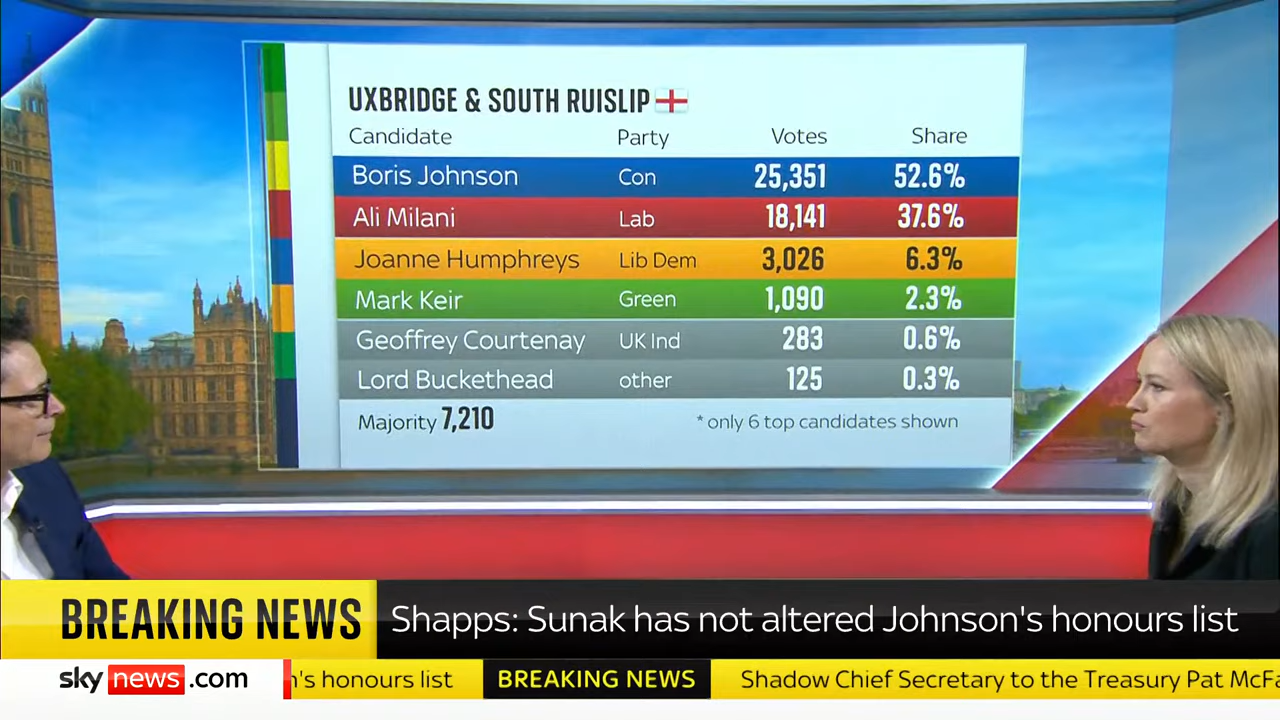 UXBRIDGE & SOUTH RUISLIP
Candidate Party Votes Share
Boris Johnson Con 25,351 52.6%
Ali Milani Lab 18,141 37.6%
Joanne Humphreys Lib Dem 3,026 6.3%
Mark Keir Green 1,090 2.3%
Geoffrey Courtenay UK Ind 283 0.6%
Lord Buckethead other 125 0.3%
Majority 7,210 * only 6 top candidates shown
BREAKING NEWS Shapps: Sunak has not altered Johnson's honours list
sky news.com 's honours list BREAKING NEWS Shadow Chief Secretary to the Treasury Pat McFa